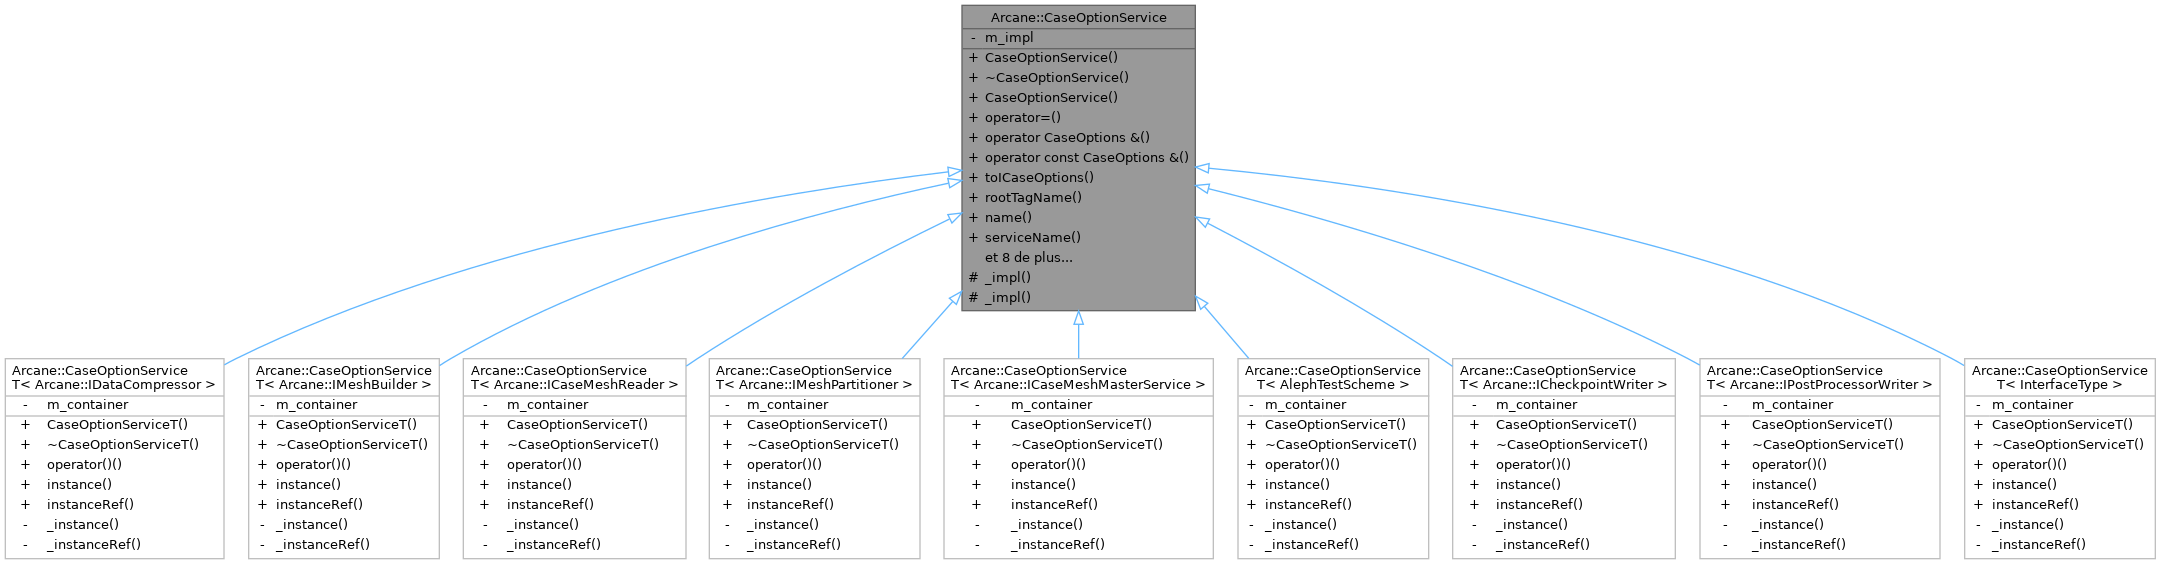 Arcane::CaseOptionService
- m_impl
+ CaseOptionService()
+ ~CaseOptionService()
+ CaseOptionService()
+ operator=()
+ operator CaseOptions &()
+ operator const CaseOptions &()
+ toICaseOptions()
+ rootTagName()
+ name()
+ serviceName()
et 8 de plus...
# _impl()
# _impl()
Arcane::CaseOptionService
T< Arcane::IDataCompressor >
- m_container
+ CaseOptionServiceT()
+ ~CaseOptionServiceT()
+ operator()()
+ instance()
+ instanceRef()
- _instance()
- _instanceRef()
Arcane::CaseOptionService
T< Arcane::IMeshBuilder >
- m_container
+ CaseOptionServiceT()
+ ~CaseOptionServiceT()
+ operator()()
+ instance()
+ instanceRef()
- _instance()
- _instanceRef()
Arcane::CaseOptionService
T< Arcane::ICaseMeshReader >
- m_container
+ CaseOptionServiceT()
+ ~CaseOptionServiceT()
+ operator()()
+ instance()
+ instanceRef()
- _instance()
- _instanceRef()
Arcane::CaseOptionService
T< Arcane::IMeshPartitioner >
- m_container
+ CaseOptionServiceT()
+ ~CaseOptionServiceT()
+ operator()()
+ instance()
+ instanceRef()
- _instance()
- _instanceRef()
Arcane::CaseOptionService
T< Arcane::ICaseMeshMasterService >
- m_container
+ CaseOptionServiceT()
+ ~CaseOptionServiceT()
+ operator()()
+ instance()
+ instanceRef()
- _instance()
- _instanceRef()
Arcane::CaseOptionService
T< AlephTestScheme >
- m_container
+ CaseOptionServiceT()
+ ~CaseOptionServiceT()
+ operator()()
+ instance()
+ instanceRef()
- _instance()
- _instanceRef()
Arcane::CaseOptionService
T< Arcane::ICheckpointWriter >
- m_container
+ CaseOptionServiceT()
+ ~CaseOptionServiceT()
+ operator()()
+ instance()
+ instanceRef()
- _instance()
- _instanceRef()
Arcane::CaseOptionService
T< Arcane::IPostProcessorWriter >
- m_container
+ CaseOptionServiceT()
+ ~CaseOptionServiceT()
+ operator()()
+ instance()
+ instanceRef()
- _instance()
- _instanceRef()
Arcane::CaseOptionService
T< InterfaceType >
- m_container
+ CaseOptionServiceT()
+ ~CaseOptionServiceT()
+ operator()()
+ instance()
+ instanceRef()
- _instance()
- _instanceRef()